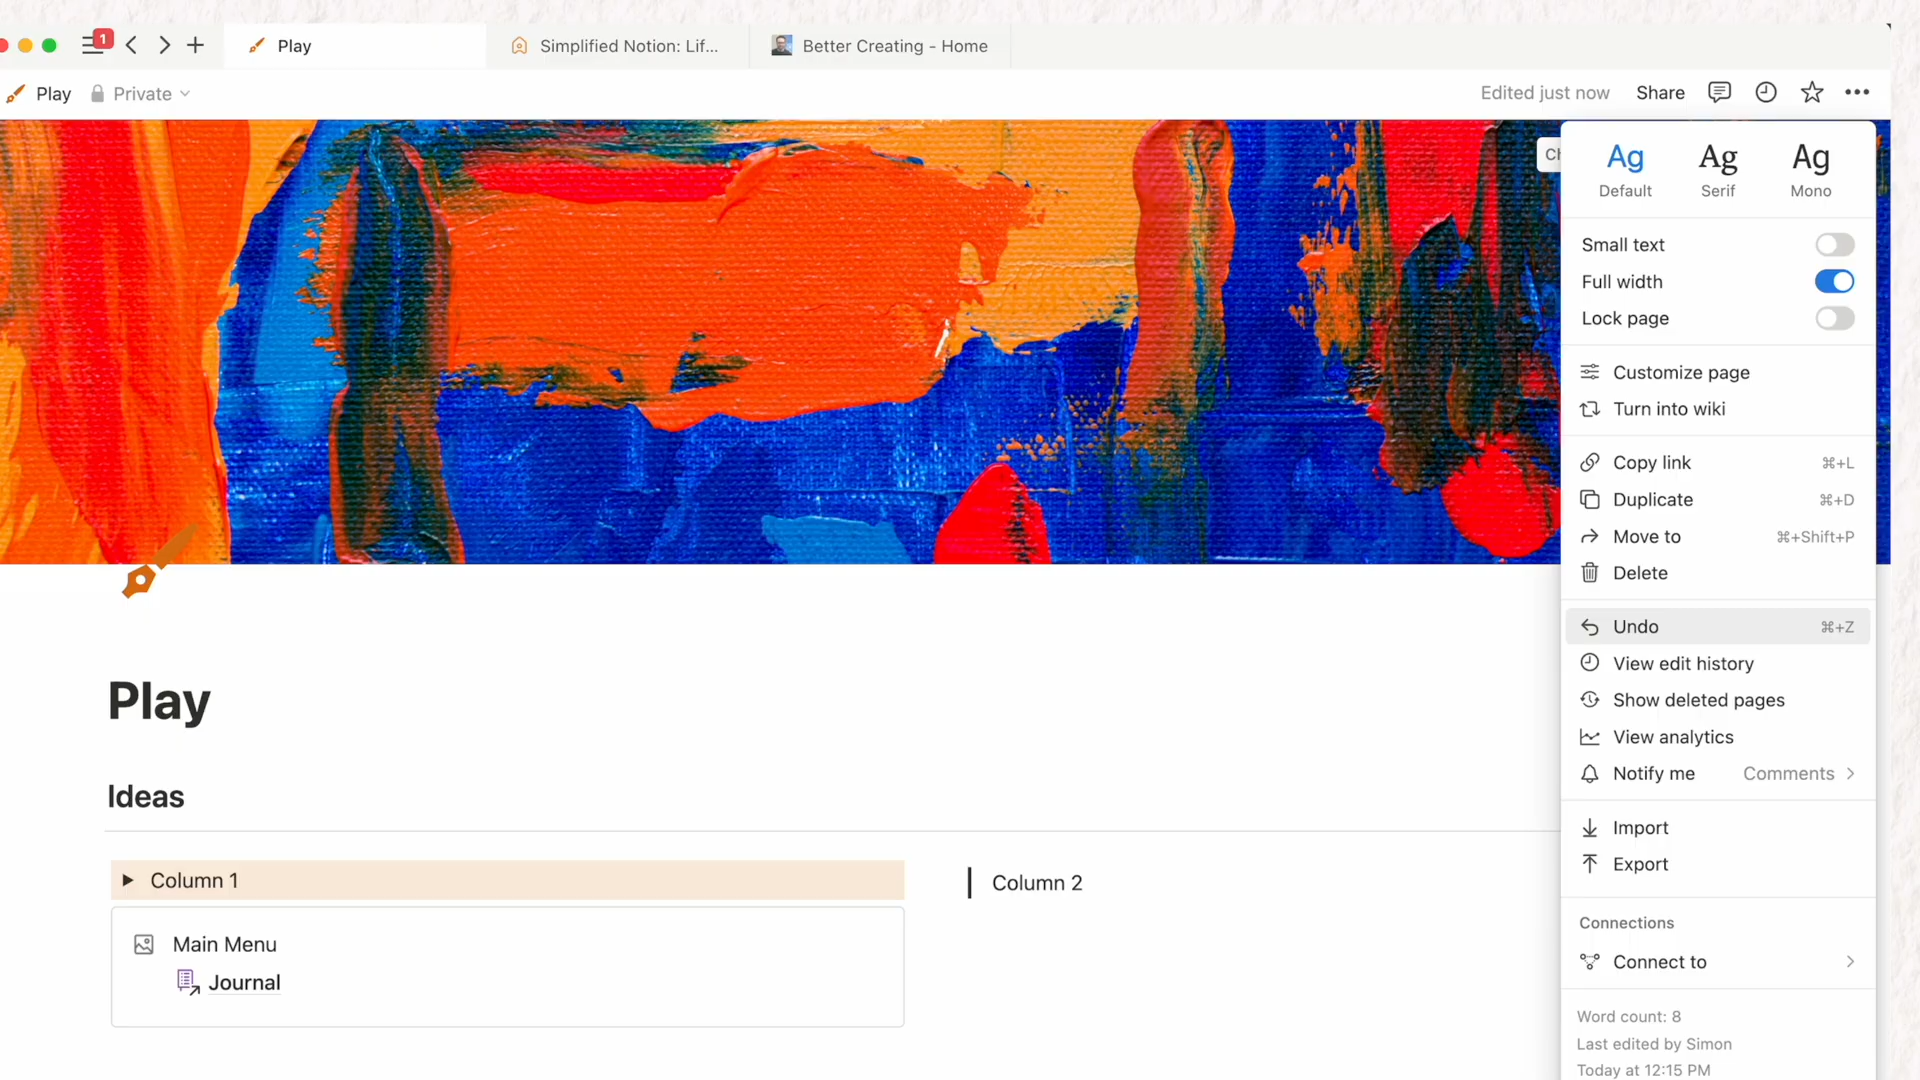 1
Play
Simplified Notion: Lif...
Better Creating - Home
Play
Private
Edited just now
Share
Ag
Ag
Ag
Default
Serif
Mono
Small text
Full width
Lock page
Customize page
Turn into wiki
Copy link ⌘+L
Duplicate ⌘+D
Move to ⌘+Shift+P
Delete
Undo ⌘+Z
View edit history
Show deleted pages
View analytics
Notify me Comments
Import
Export
Connections
Connect to
Word count: 8
Last edited by Simon
Today at 12:15 PM
Play
Ideas
Column 1
Main Menu
Journal
Column 2